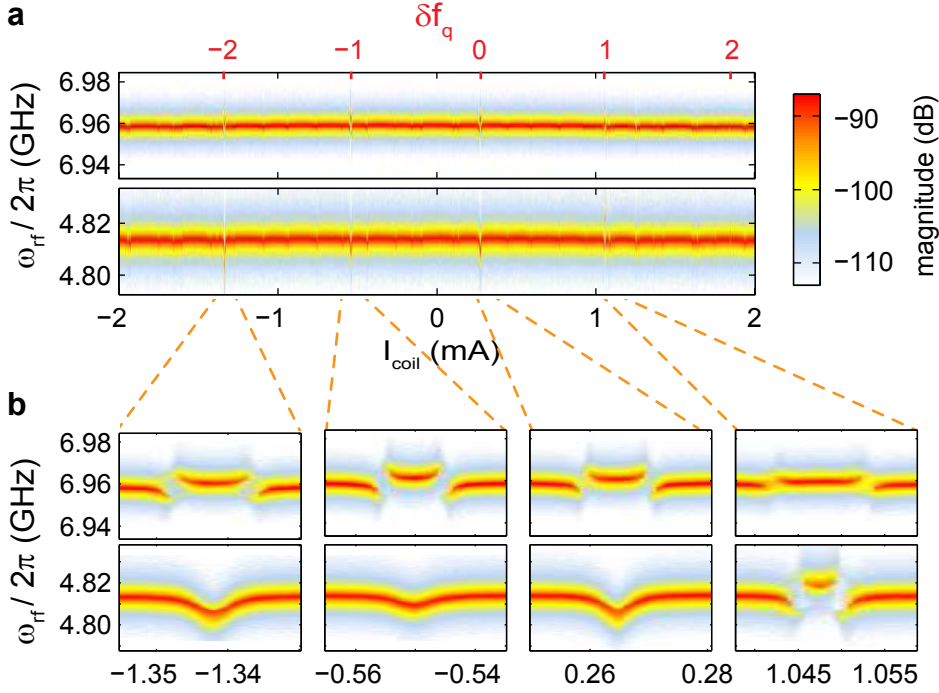 a
δf_q
−2 −1 0 1 2
6.98
6.96
6.94
4.82
4.80
ω_rf / 2π (GHz)
−2 −1 0 1 2
I_coil (mA)
−90
−100
−110
magnitude (dB)
b
6.98
6.96
6.94
4.82
4.80
ω_rf / 2π (GHz)
−1.35 −1.34 −0.56 −0.54 0.26 0.28 1.045 1.055